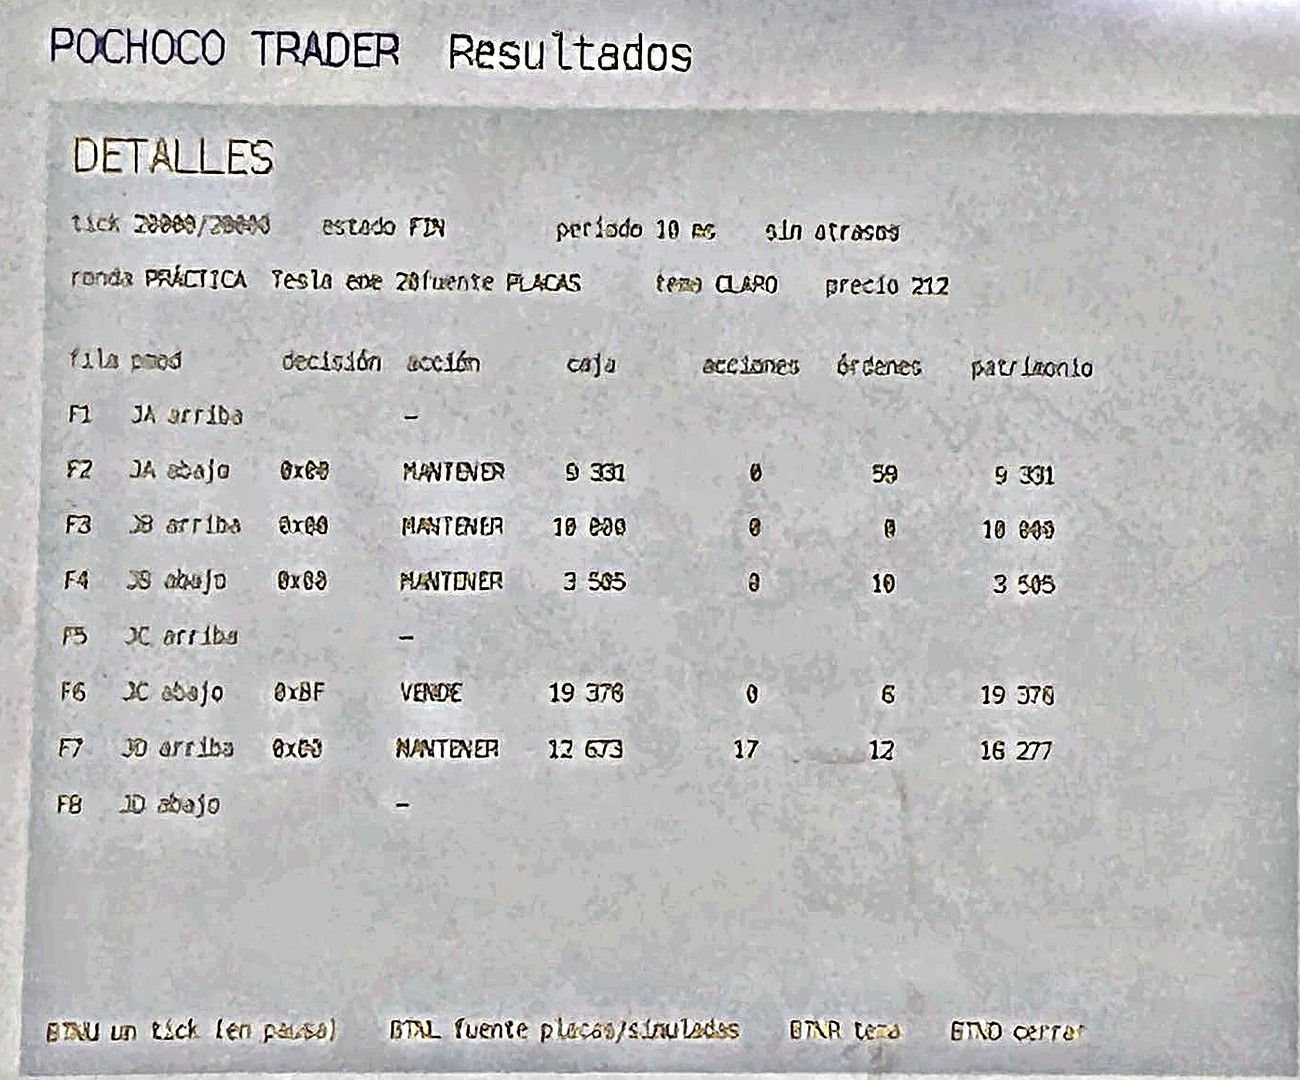 POCHOCO TRADER Resultados
DETALLES
tick 20000/20000 estado FIN período 10 ms sin atrasos
ronda PRÁCTICA Tesla ene 20fuente PLACAS tema CLARO precio 212
fila pmod decisión acción caja acciones órdenes patrimonio
F1 JA arriba –
F2 JA abajo 0x00 MANTENER 9 331 0 59 9 331
F3 JB arriba 0x00 MANTENER 10 000 0 0 10 000
F4 JB abajo 0x00 MANTENER 3 505 0 10 3 505
F5 JC arriba –
F6 JC abajo 0xBF VENDE 19 378 0 6 19 378
F7 JD arriba 0x00 MANTENER 12 673 17 12 16 277
F8 JD abajo –
BTNU un tick (en pausa) BTNL fuente placas/simulados BTNR tema BTND cerrar